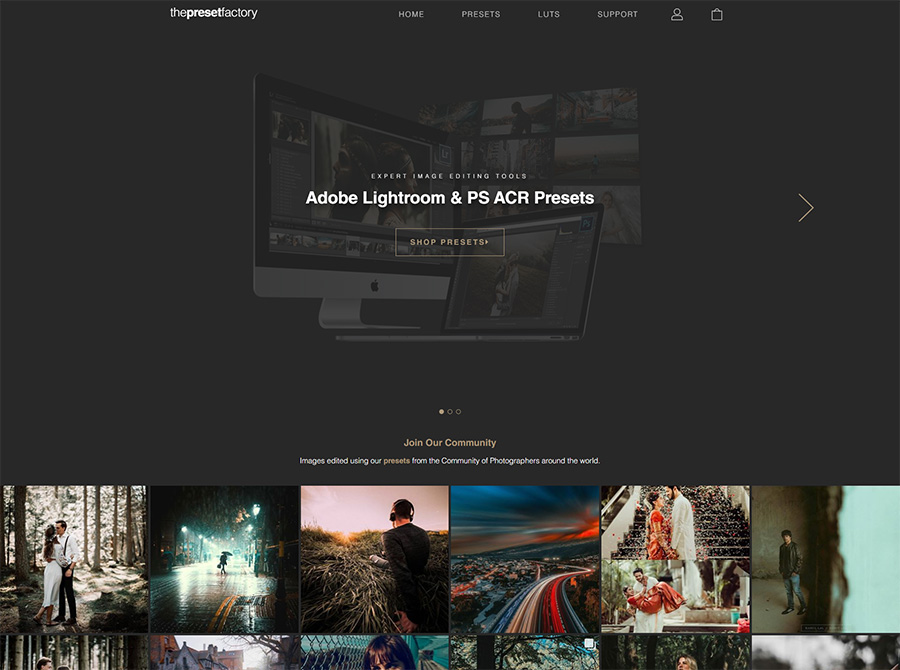 thepresetfactory
HOME PRESETS LUTS SUPPORT
EXPERT IMAGE EDITING TOOLS
Adobe Lightroom & PS ACR Presets
SHOP PRESETS
Join Our Community
Images edited using our presets from the Community of Photographers around the world.